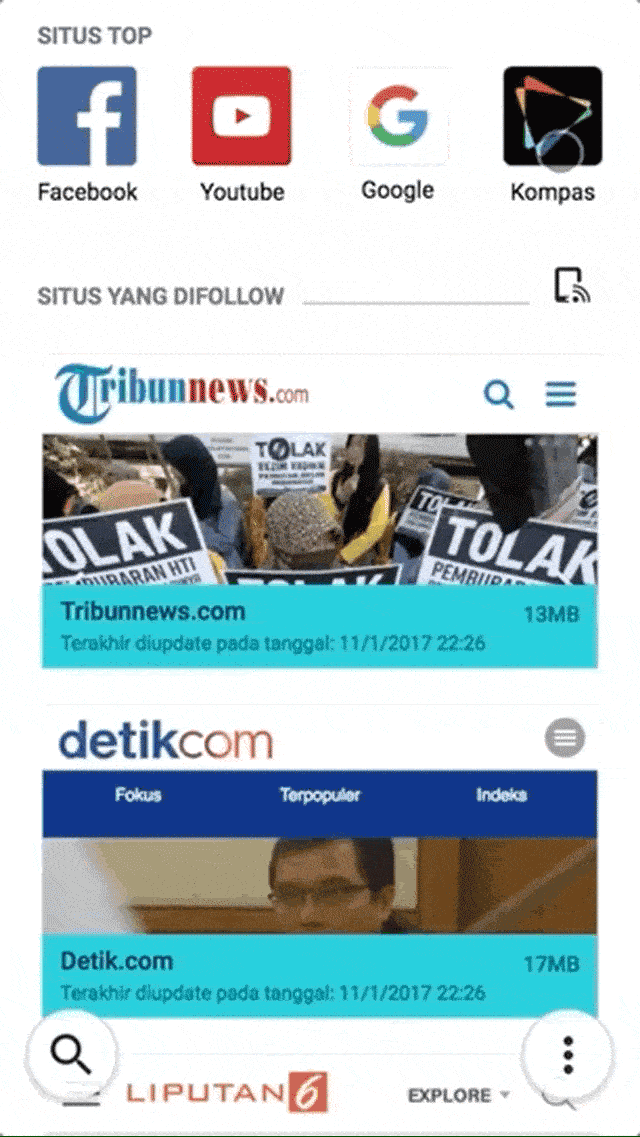 SITUS TOP
Facebook
Youtube
Google
Kompas
SITUS YANG DIFOLLOW
Tribunnews.com
TOLAK
OLAK
PEMBUBARAN HTI
TOLAK
TOLAK
PEMBUBARAN
TOLAK
Tribunnews.com
13MB
Terakhir diupdate pada tanggal: 11/1/2017 22:26
detikcom
Fokus
Terpopuler
Indeks
Detik.com
17MB
Terakhir diupdate pada tanggal: 11/1/2017 22:26
LIPUTAN6
EXPLORE